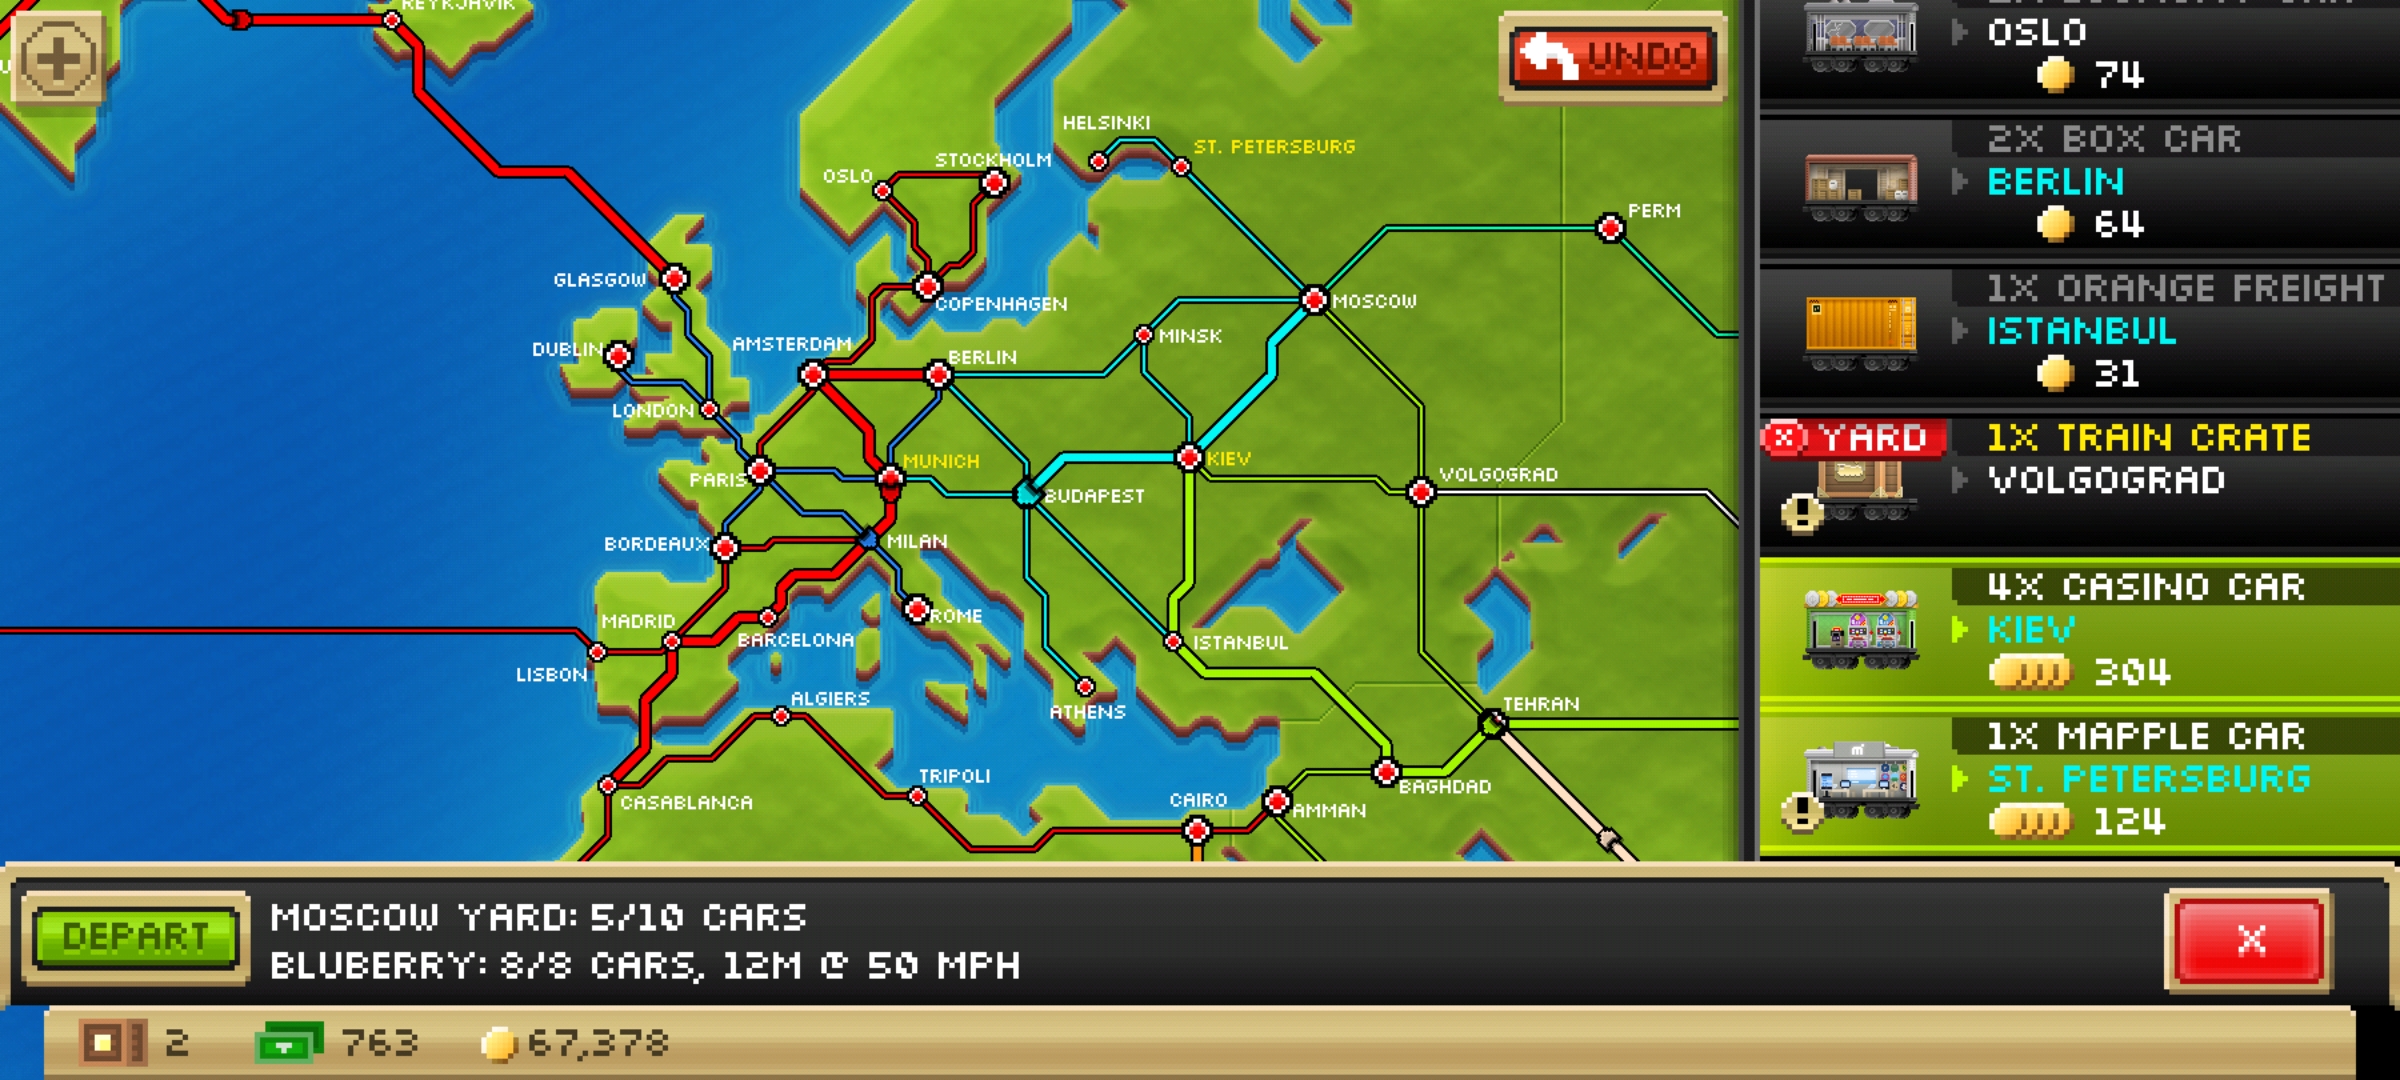 REYKJAVIK
UNDO
OSLO
74
HELSINKI
ST. PETERSBURG
STOCKHOLM
OSLO
2X BOX CAR
BERLIN
64
PERM
GLASGOW
COPENHAGEN
MOSCOW
1X ORANGE FREIGHT
ISTANBUL
31
DUBLIN
AMSTERDAM
BERLIN
MINSK
LONDON
YARD
1X TRAIN CRATE
VOLGOGRAD
PARIS
MUNICH
BUDAPEST
KIEV
VOLGOGRAD
BORDEAUX
MILAN
4X CASINO CAR
KIEV
304
MADRID
BARCELONA
ROME
ISTANBUL
LISBON
ALGIERS
ATHENS
TEHRAN
1X MAPPLE CAR
ST. PETERSBURG
124
CASABLANCA
TRIPOLI
CAIRO
AMMAN
BAGHDAD
DEPART
MOSCOW YARD: 5/10 CARS
BLUBERRY: 8/8 CARS, 12M @ 50 MPH
X
2
763
67,378